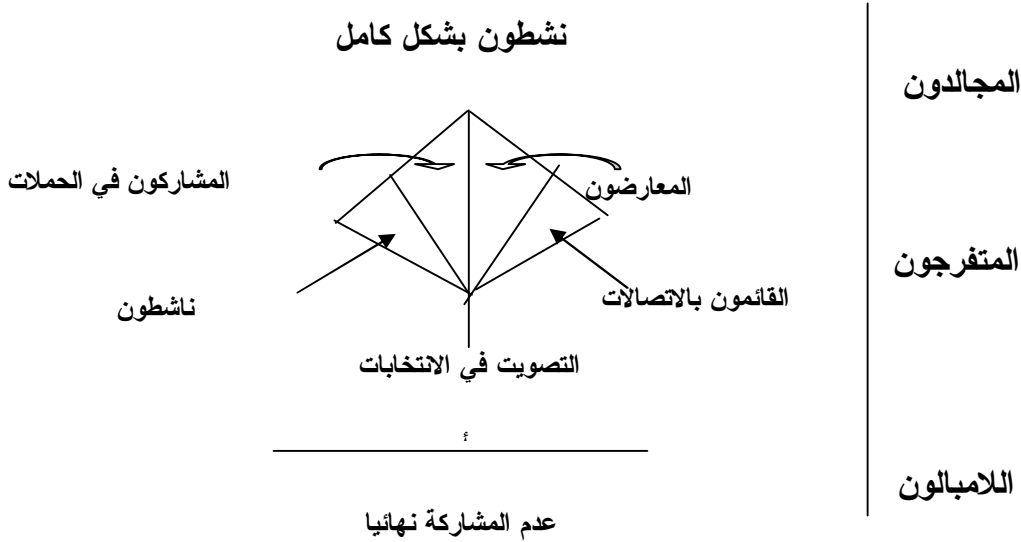 نشطون بشكل كامل
المجالدون
المشاركون في الحملات
المعارضون
المتفرجون
القائمون بالاتصالات
ناشطون
التصويت في الانتخابات
أ
اللامبالون
عدم المشاركة نهائيا